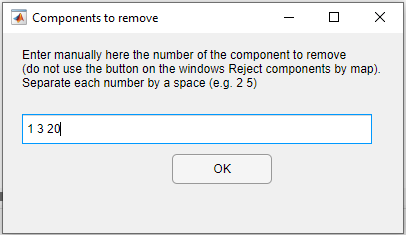 Components to remove
Enter manually here the number of the component to remove
(do not use the button on the windows Reject components by map).
Separate each number by a space (e.g. 2 5)
1 3 20
OK